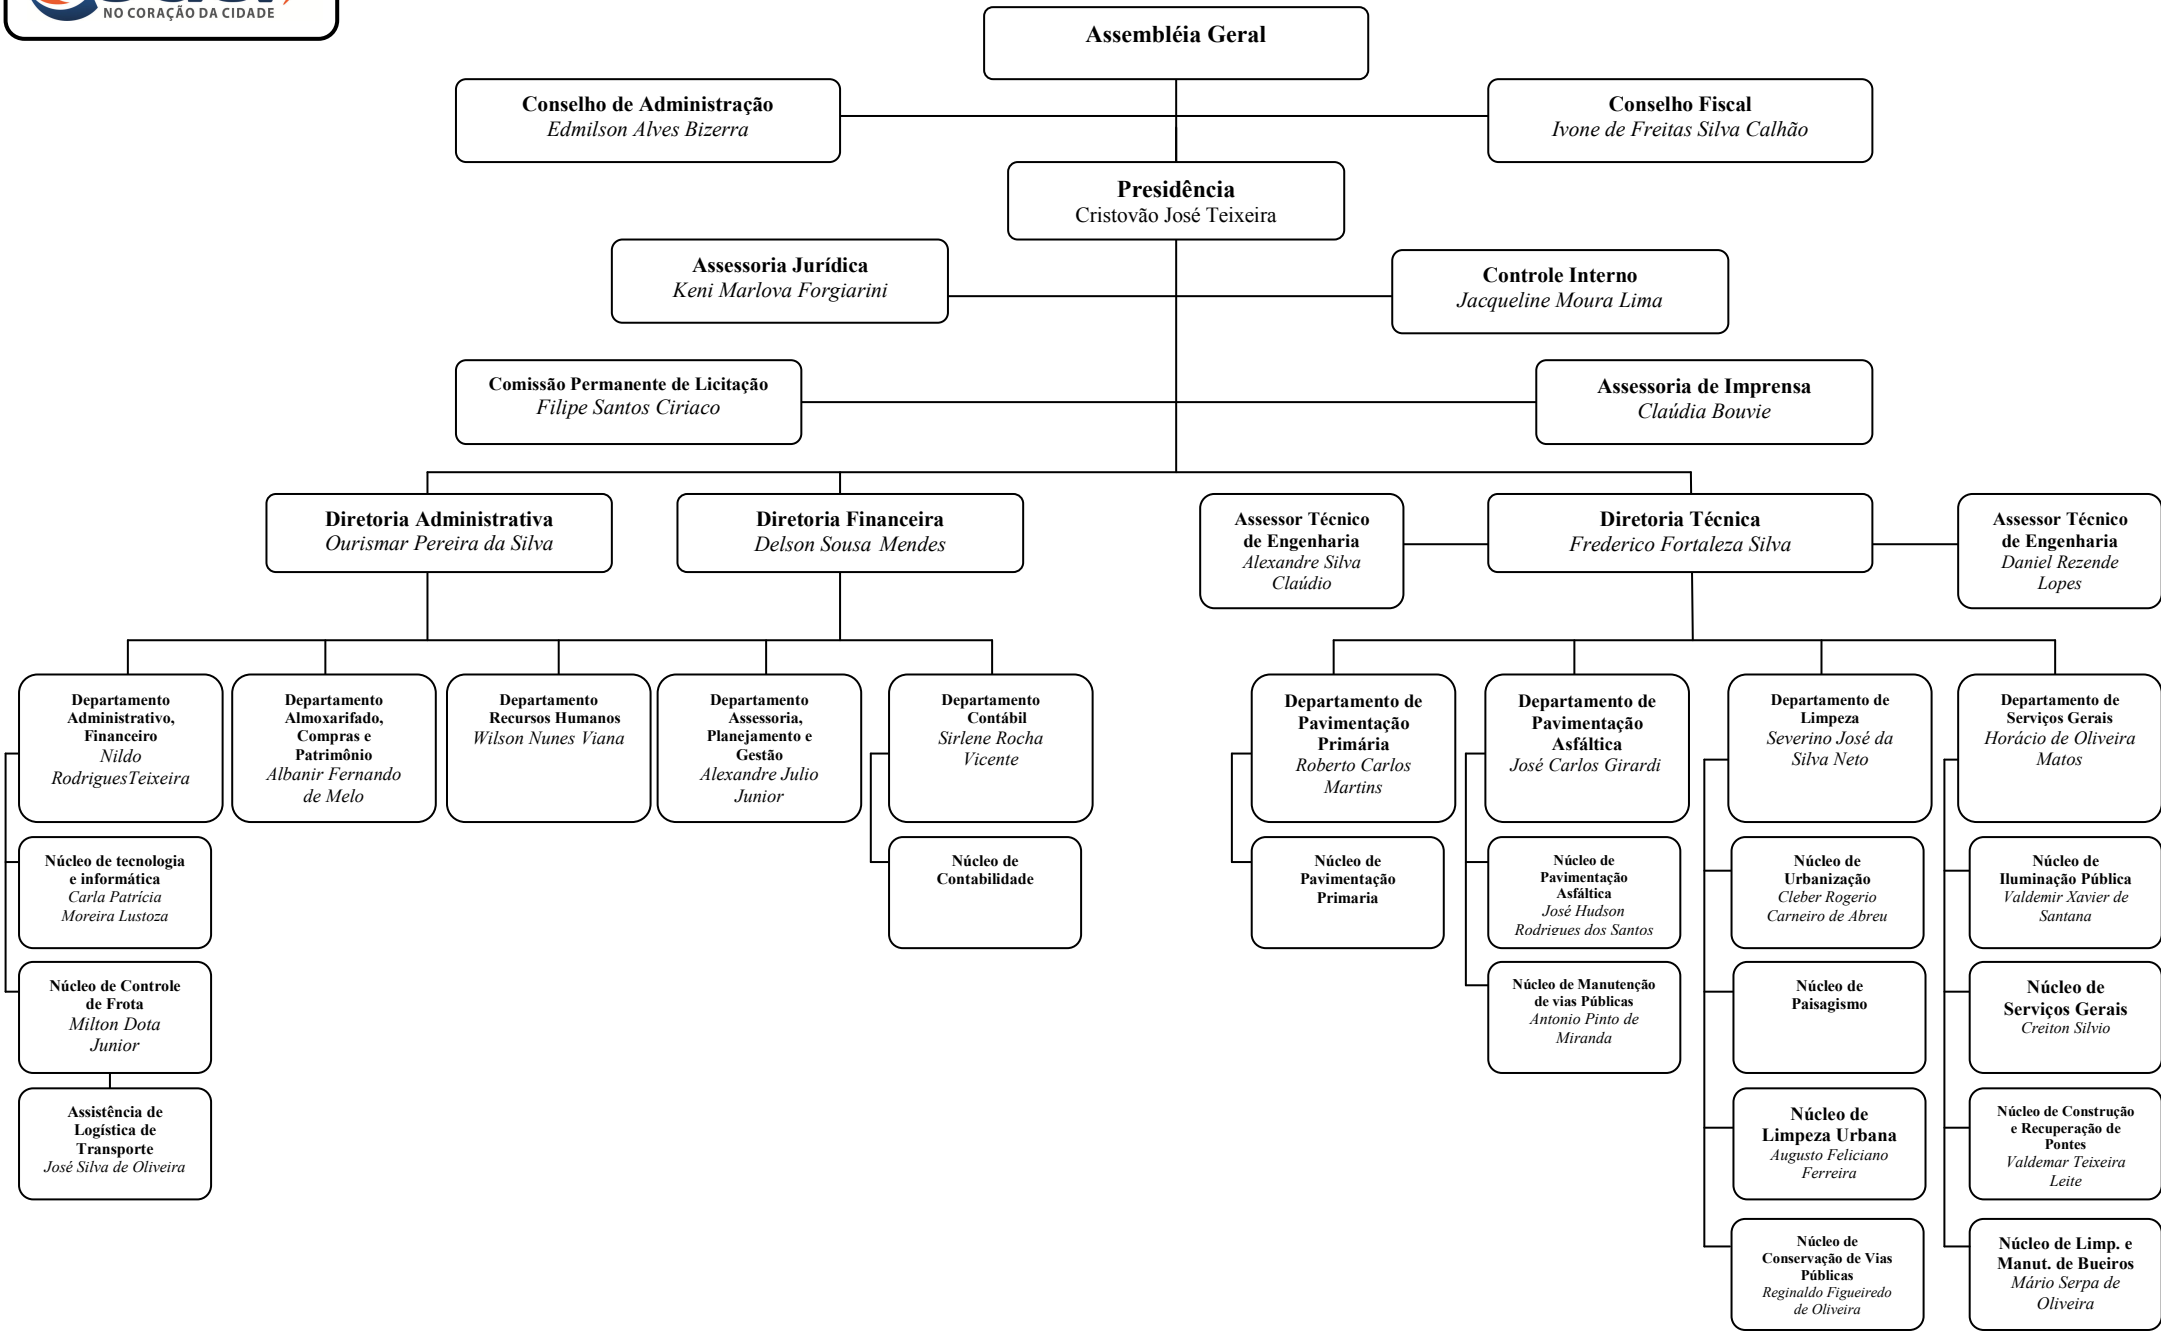 NO CORAÇÃO DA CIDADE
Assembléia Geral
Conselho de Administração
Edmilson Alves Bizerra
Conselho Fiscal
Ivone de Freitas Silva Calhão
Presidência
Cristovão José Teixeira
Assessoria Jurídica
Keni Marlova Forgiarini
Controle Interno
Jacqueline Moura Lima
Comissão Permanente de Licitação
Filipe Santos Ciriaco
Assessoria de Imprensa
Claúdia Bouvie
Diretoria Administrativa
Ourismar Pereira da Silva
Diretoria Financeira
Delson Sousa Mendes
Assessor Técnico
de Engenharia
Alexandre Silva
Claúdio
Diretoria Técnica
Frederico Fortaleza Silva
Assessor Técnico
de Engenharia
Daniel Rezende
Lopes
Departamento
Administrativo,
Financeiro
Nildo
RodriguesTeixeira
Departamento
Almoxarifado,
Compras e
Patrimônio
Albanir Fernando
de Melo
Departamento
Recursos Humanos
Wilson Nunes Viana
Departamento
Assessoria,
Planejamento e
Gestão
Alexandre Julio
Junior
Departamento
Contábil
Sirlene Rocha
Vicente
Departamento de
Pavimentação
Primária
Roberto Carlos
Martins
Departamento de
Pavimentação
Asfáltica
José Carlos Girardi
Departamento de
Limpeza
Severino José da
Silva Neto
Departamento de
Serviços Gerais
Horácio de Oliveira
Matos
Núcleo de tecnologia
e informática
Carla Patrícia
Moreira Lustoza
Núcleo de
Contabilidade
Núcleo de
Pavimentação
Primaria
Núcleo de
Pavimentação
Asfáltica
José Hudson
Rodrigues dos Santos
Núcleo de
Urbanização
Cleber Rogerio
Carneiro de Abreu
Núcleo de
Iluminação Pública
Valdemir Xavier de
Santana
Núcleo de Controle
de Frota
Milton Dota
Junior
Núcleo de Manutenção
de vias Públicas
Antonio Pinto de
Miranda
Núcleo de
Paisagismo
Núcleo de
Serviços Gerais
Creiton Silvio
Assistência de
Logística de
Transporte
José Silva de Oliveira
Núcleo de
Limpeza Urbana
Augusto Feliciano
Ferreira
Núcleo de Construção
e Recuperação de
Pontes
Valdemar Teixeira
Leite
Núcleo de
Conservação de Vias
Públicas
Reginaldo Figueiredo
de Oliveira
Núcleo de Limp. e
Manut. de Bueiros
Mário Serpa de
Oliveira